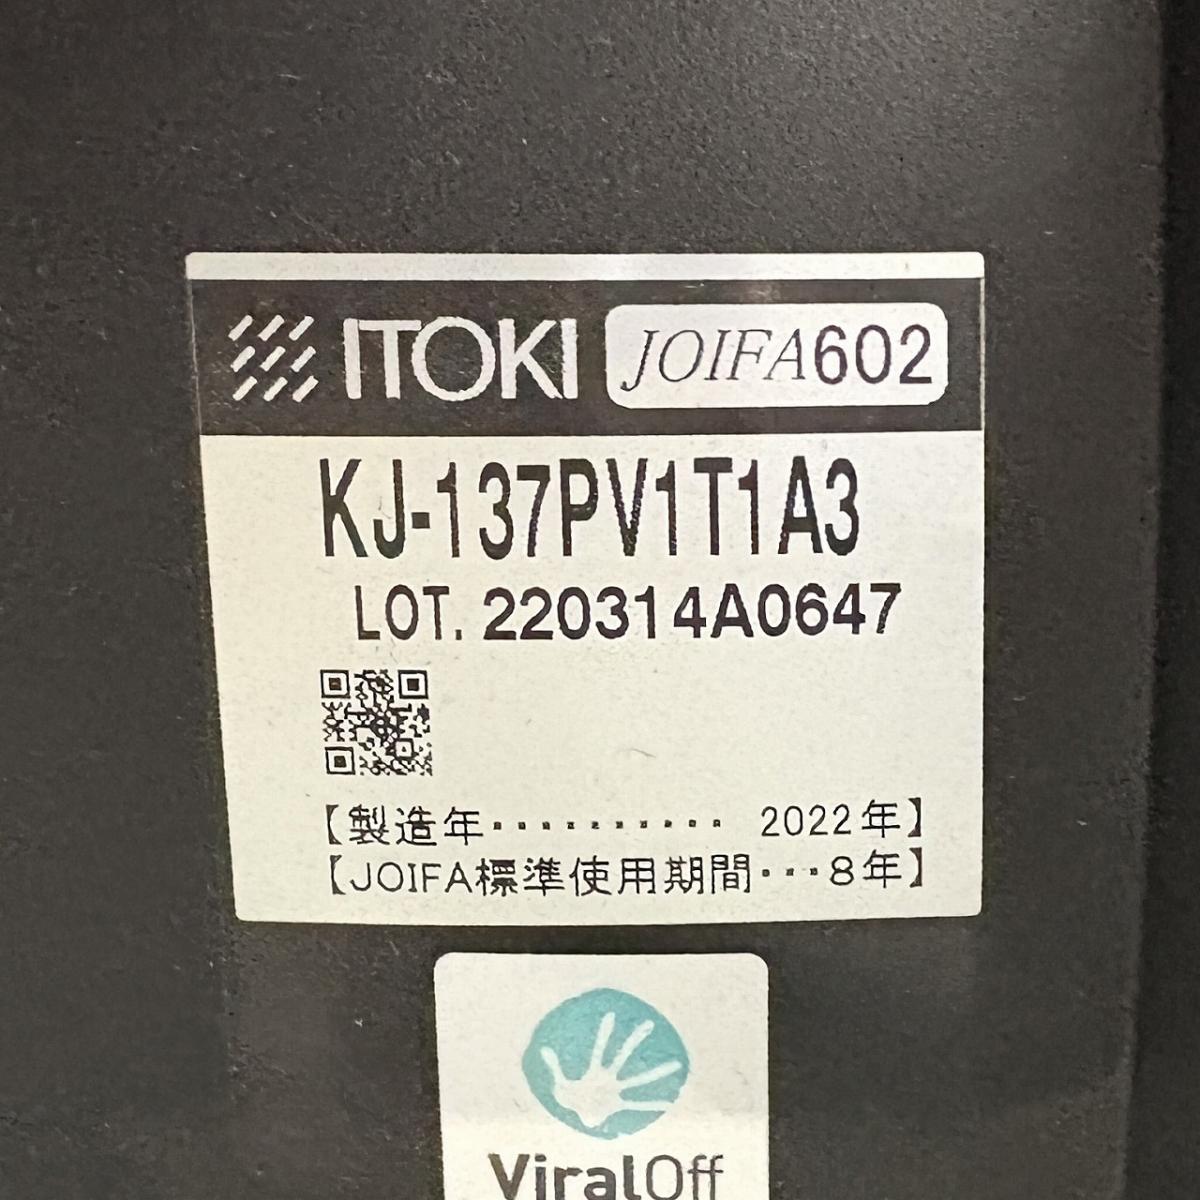 ITOKI JOIFA602
KJ-137PV1T1A3
LOT. 220314A0647
【製造年·········· 2022年】
【JOIFA標準使用期間···8年】
ViralOff